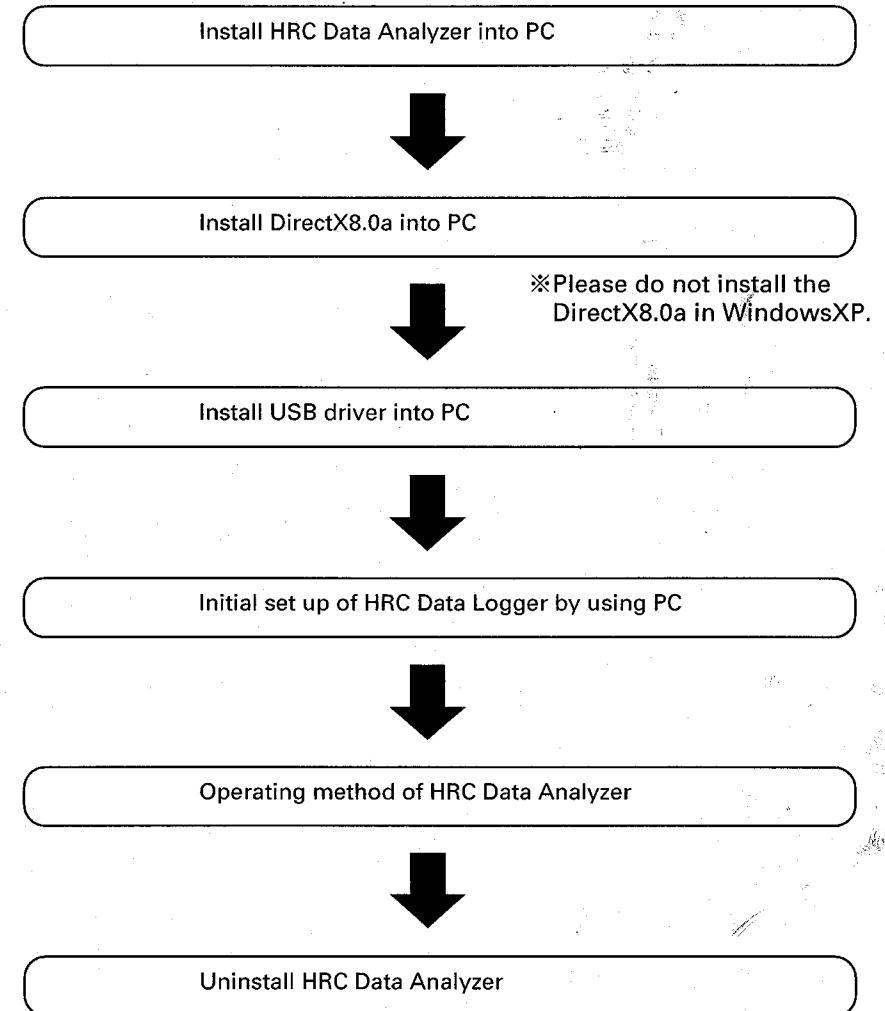 Install HRC Data Analyzer into PC
Install DirectX8.0a into PC
※Please do not install the
DirectX8.0a in WindowsXP.
Install USB driver into PC
Initial set up of HRC Data Logger by using PC
Operating method of HRC Data Analyzer
Uninstall HRC Data Analyzer